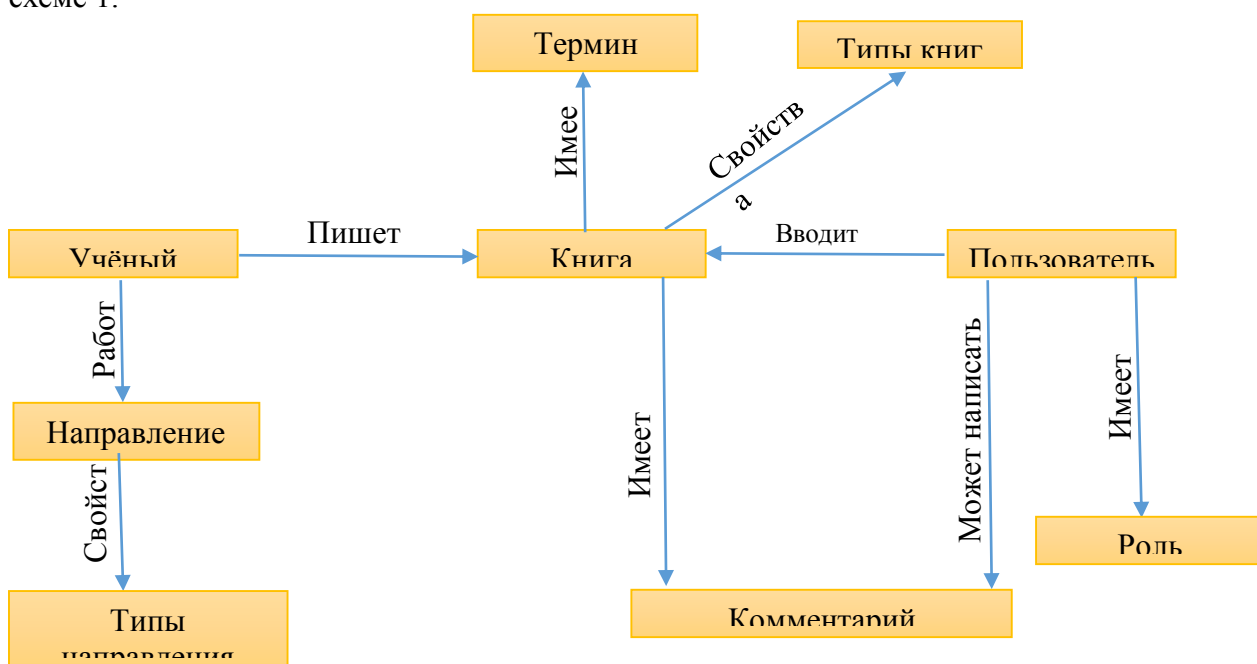 схеме 1.
Термин
Типы книг
Имее
Свойств
а
Пишет
Вводит
Учёный
Книга
Пользователь
Работ
Направление
Имеет
Может написать
Имеет
Свойст
Роль
Типы
направления
Комментарий